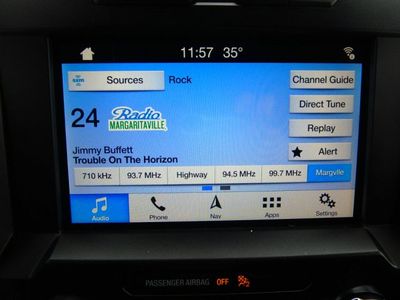 11:57 35°
sxm Sources Rock Channel Guide
Direct Tune
24 Radio
MARGARITAVILLE
Replay
Jimmy Buffett
Trouble On The Horizon
Alert
710 kHz 93.7 MHz Highway 94.5 MHz 99.7 MHz Margvlle
Audio Phone Nav Apps Settings
PASSENGER AIRBAG OFF